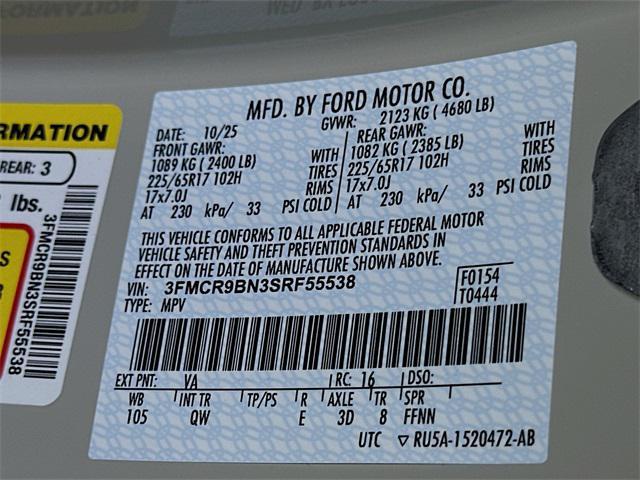 MFD. BY FORD MOTOR CO.
DATE: 10/25 GVWR: 2123 KG ( 4680 LB)
FRONT GAWR: REAR GAWR:
1089 KG ( 2400 LB) WITH 1082 KG ( 2385 LB) WITH
225/65R17 102H TIRES 225/65R17 102H TIRES
17x7.0J RIMS 17x7.0J RIMS
AT 230 kPa/ 33 PSI COLD AT 230 kPa/ 33 PSI COLD
THIS VEHICLE CONFORMS TO ALL APPLICABLE FEDERAL MOTOR
VEHICLE SAFETY AND THEFT PREVENTION STANDARDS IN
EFFECT ON THE DATE OF MANUFACTURE SHOWN ABOVE.
VIN: 3FMCR9BN3SRF55538 F0154
TYPE: MPV T0444
EXT PNT: VA RC: 16 DSO:
WB INT TR TP/PS R AXLE TR SPR
105 QW E 3D 8 FFNN
UTC RU5A-1520472-AB
RMATION
REAR: 3
lbs.
3FMCR9BN3SRF55538